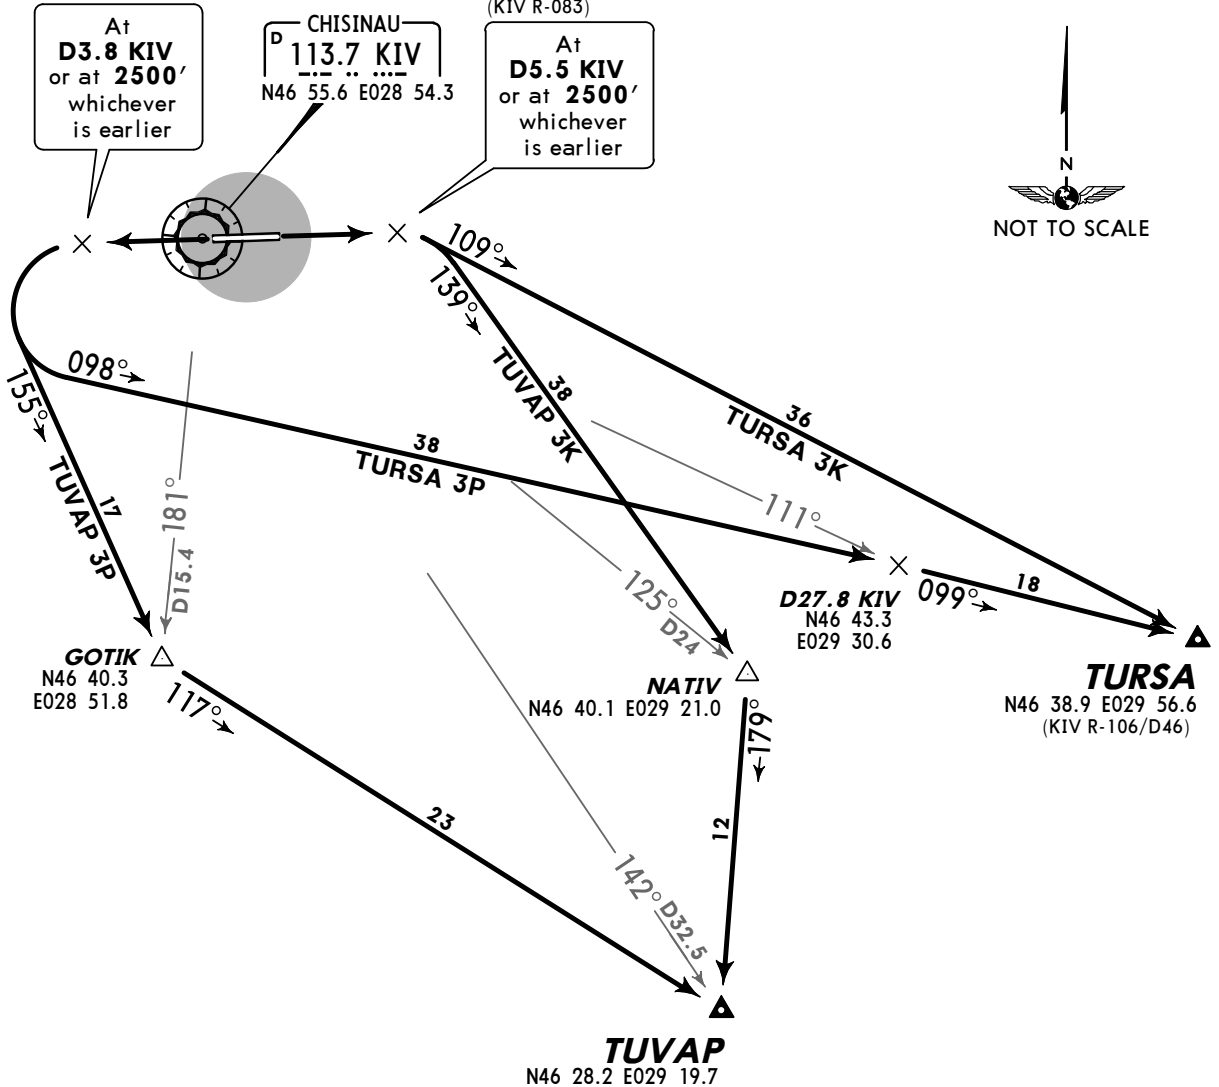 (KIV R-083)
At
D3.8 KIV
or at 2500'
whichever
is earlier
CHISINAU
D 113.7 KIV
N46 55.6 E028 54.3
At
D5.5 KIV
or at 2500'
whichever
is earlier
N
NOT TO SCALE
109°
139°
098°
155°
38
TUVAP 3K
36
TURSA 3K
38
TURSA 3P
17
TUVAP 3P
181°
D15.4
111°
125°
D24
D27.8 KIV
N46 43.3
E029 30.6
099°
18
GOTIK
N46 40.3
E028 51.8
117°
NATIV
N46 40.1 E029 21.0
179°
TURSA
N46 38.9 E029 56.6
(KIV R-106/D46)
23
12
142°
D32.5
TUVAP
N46 28.2 E029 19.7